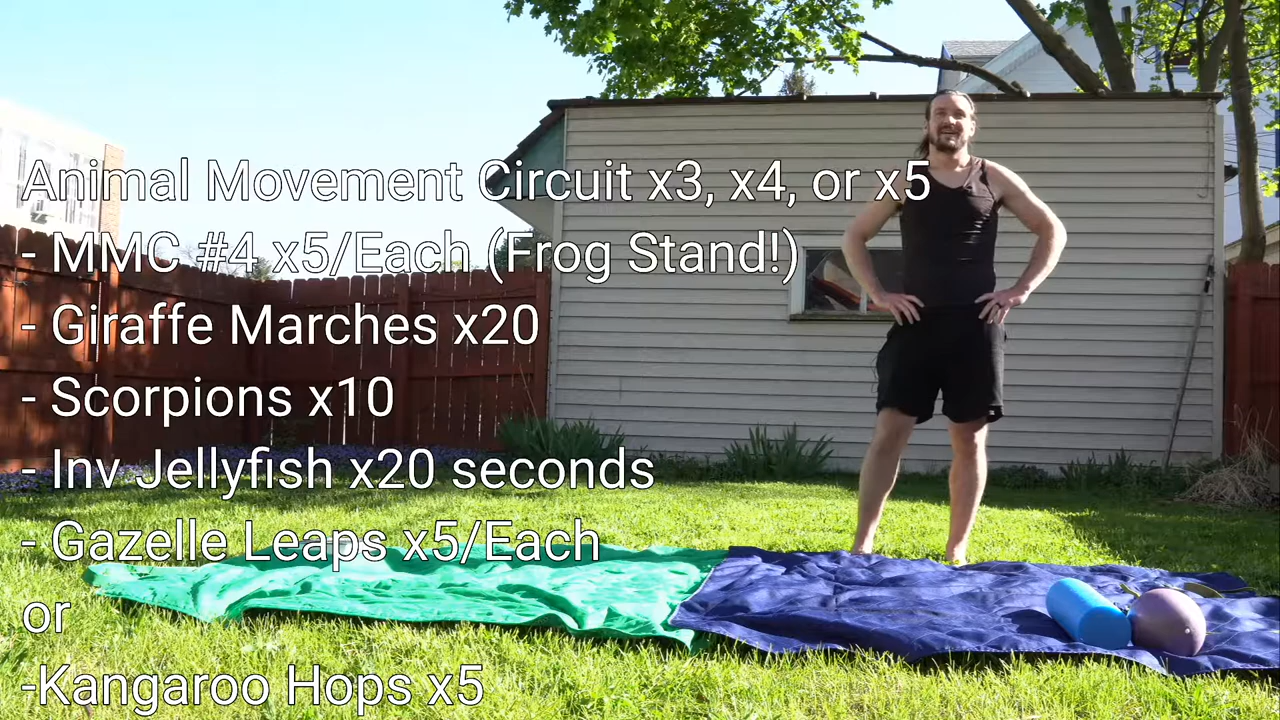 Animal Movement Circuit x3, x4, or x5
- MMC #4 x5/Each (Frog Stand!)
- Giraffe Marches x20
- Scorpions x10
- Inv Jellyfish x20 seconds
- Gazelle Leaps x5/Each
or
-Kangaroo Hops x5